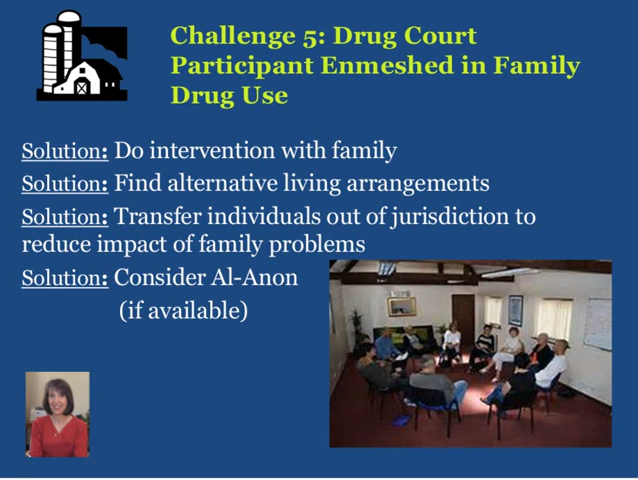 Challenge 5: Drug Court
Participant Enmeshed in Family
Drug Use
Solution: Do intervention with family
Solution: Find alternative living arrangements
Solution: Transfer individuals out of jurisdiction to
reduce impact of family problems
Solution: Consider Al-Anon
(if available)